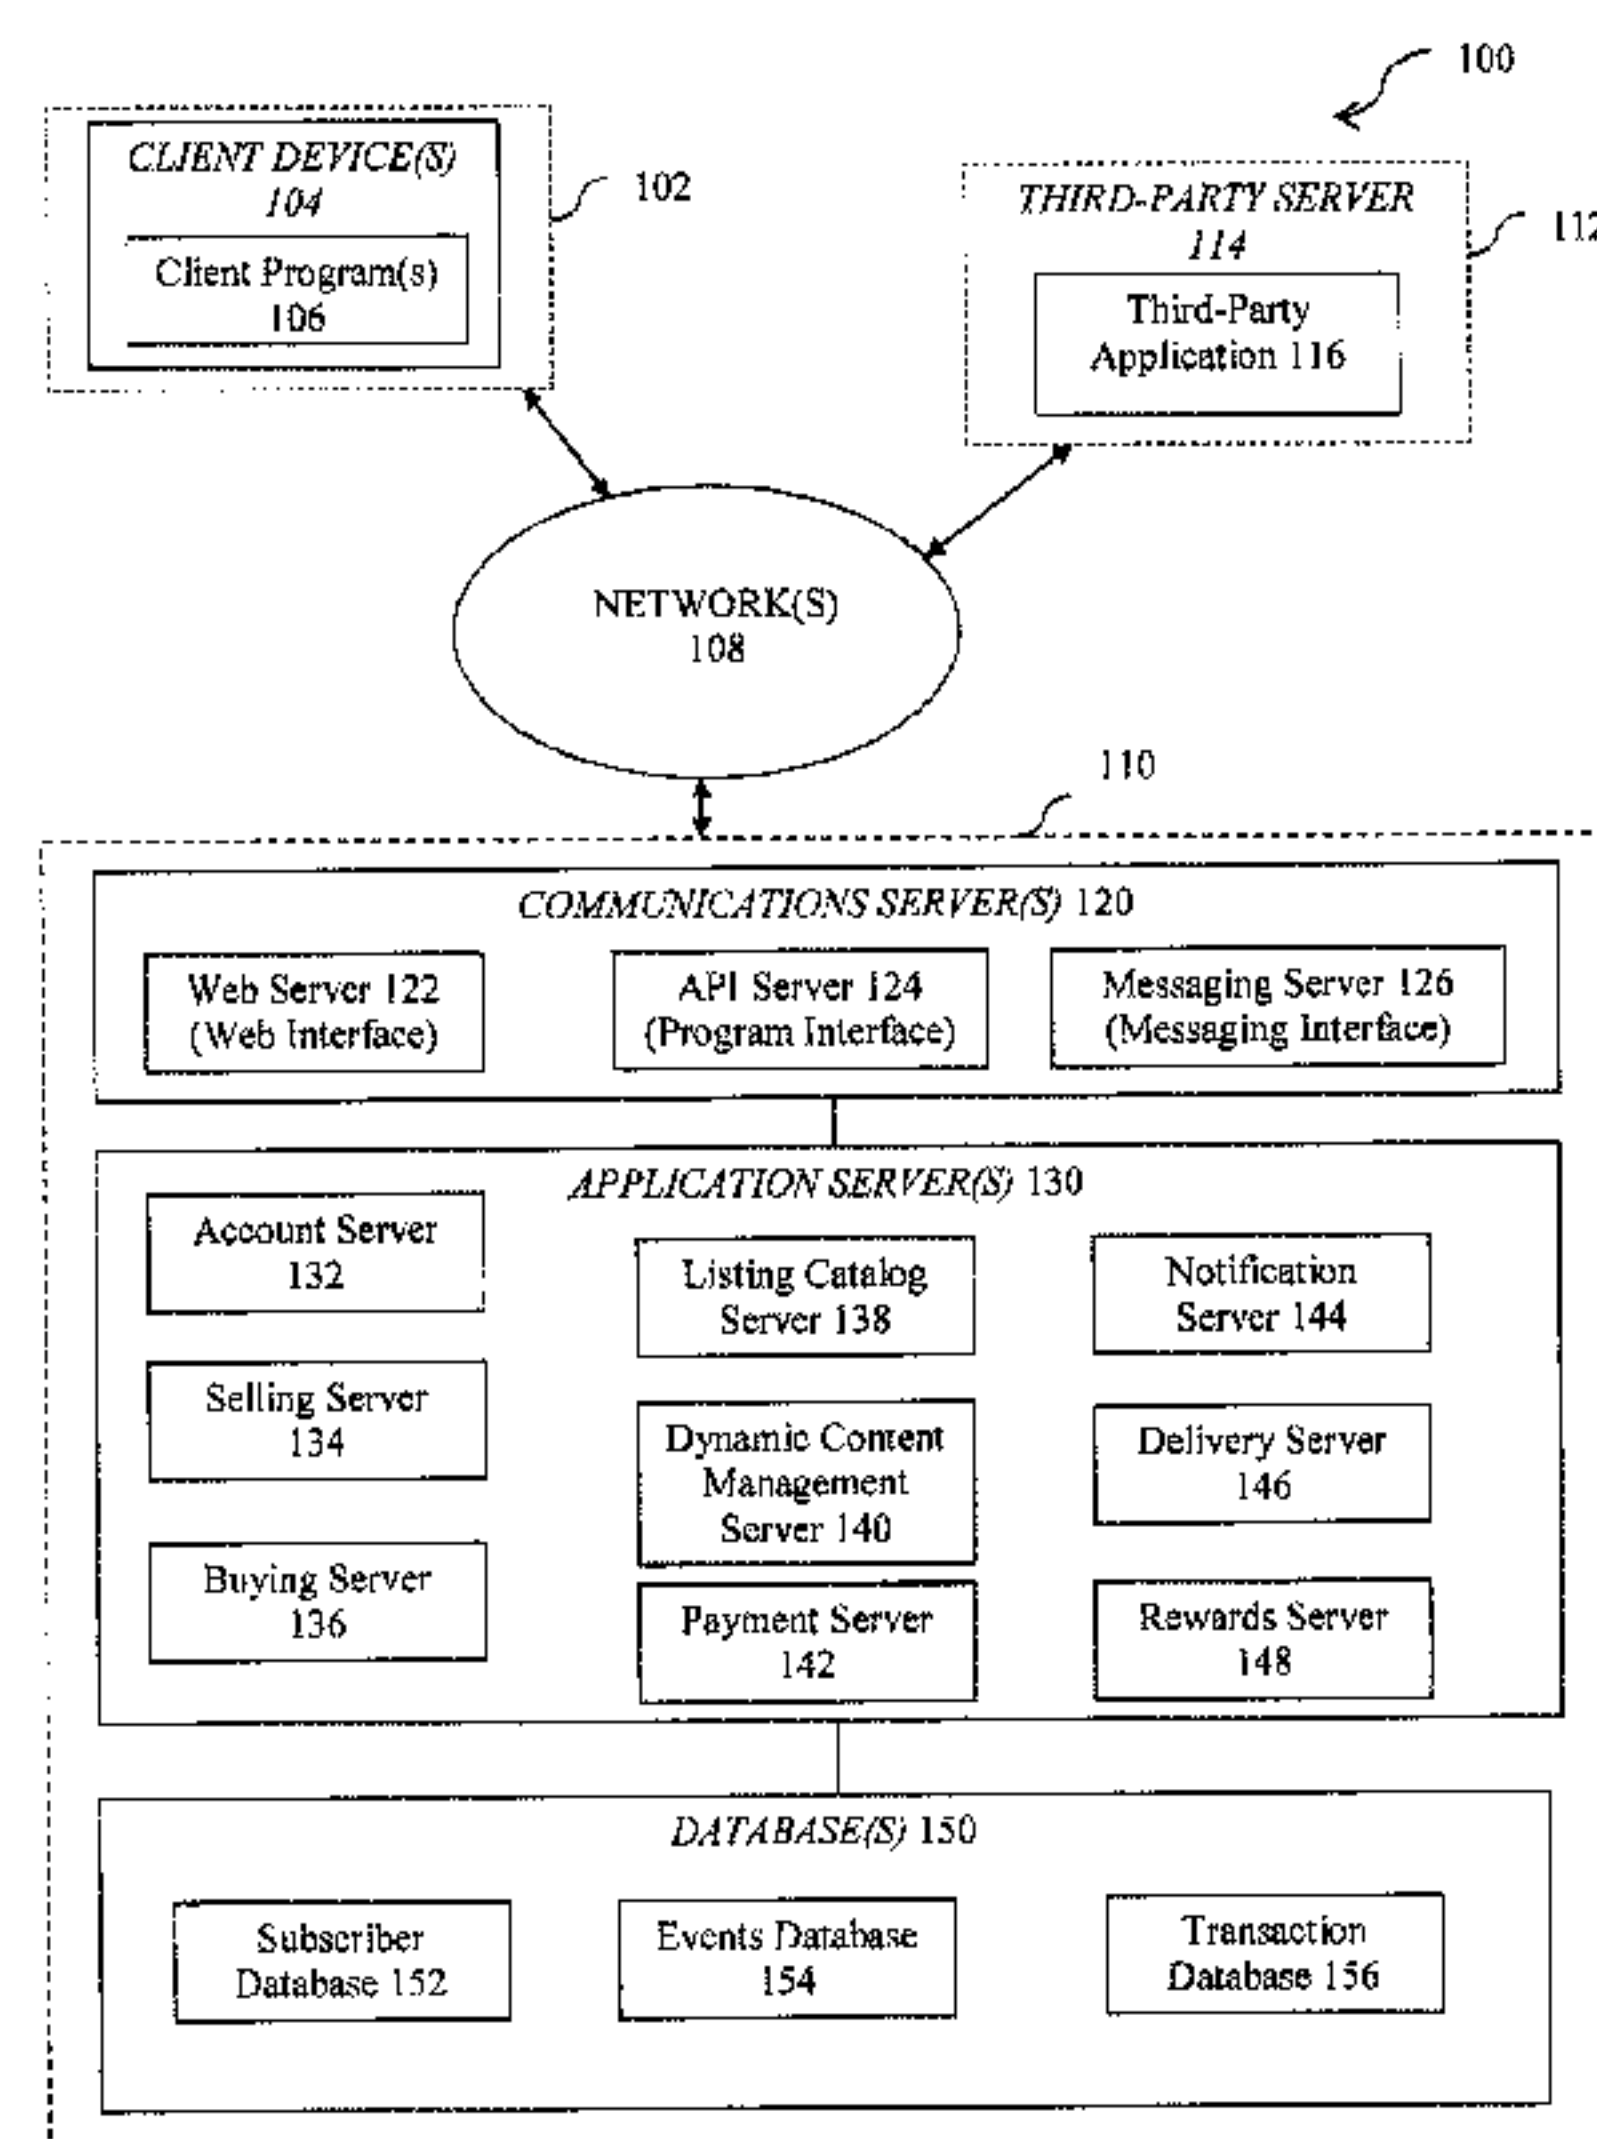 100
CLIENT DEVICE(S)
104
Client Program(s)
106
102
THIRD-PARTY SERVER
114
Third-Party
Application 116
112
NETWORK(S)
108
110
COMMUNICATIONS SERVER(S) 120
Web Server 122
(Web Interface)
API Server 124
(Program Interface)
Messaging Server 126
(Messaging Interface)
APPLICATION SERVER(S) 130
Account Server
132
Selling Server
134
Buying Server
136
Listing Catalog
Server 138
Dynamic Content
Management
Server 140
Payment Server
142
Notification
Server 144
Delivery Server
146
Rewards Server
148
DATABASE(S) 150
Subscriber
Database 152
Events Database
154
Transaction
Database 156